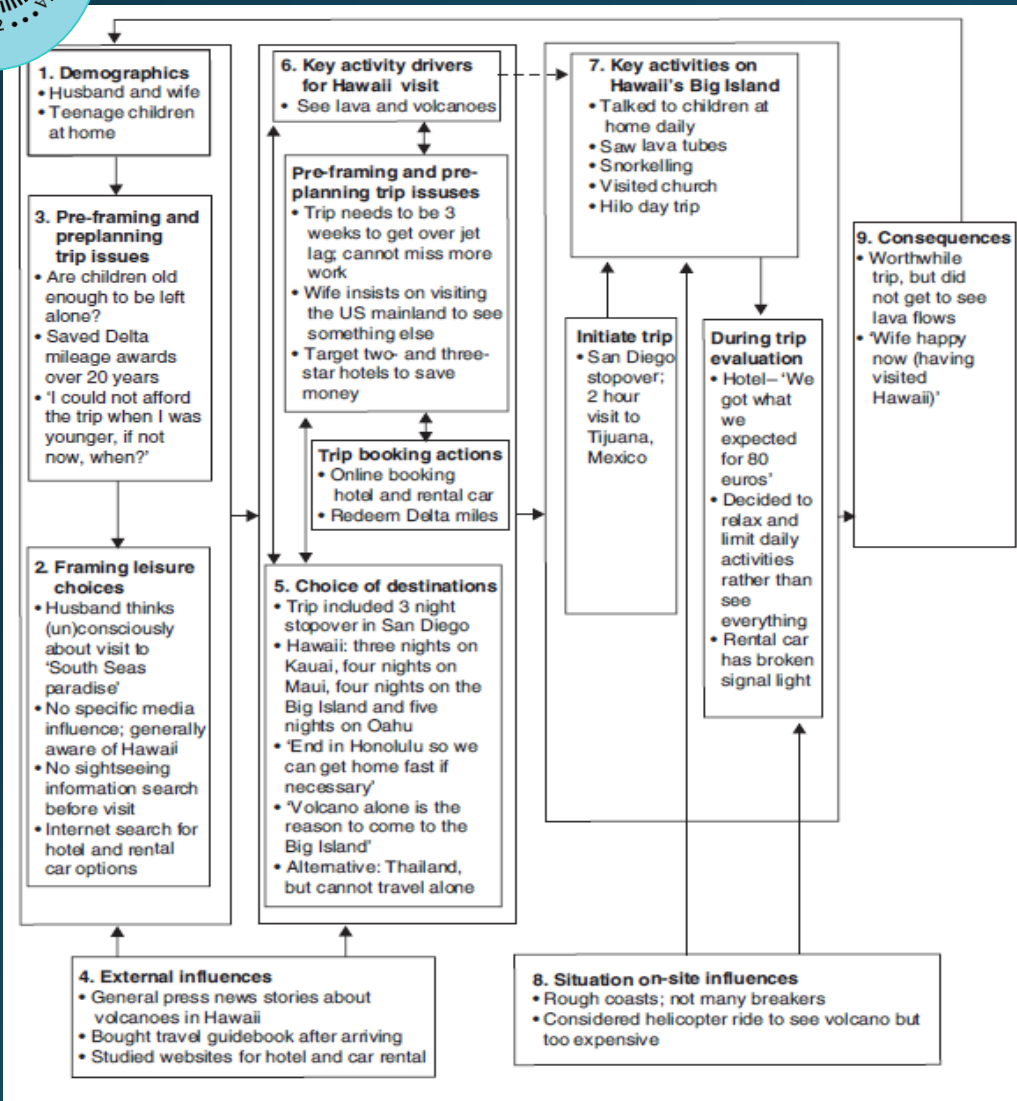 1. Demographics
• Husband and wife
• Teenage children
at home
3. Pre-framing and
preplanning
trip issues
• Are children old
enough to be left
alone?
• Saved Delta
mileage awards
over 20 years
• 'I could not afford
the trip when I was
younger, if not
now, when?'
2. Framing leisure
choices
• Husband thinks
(un)consciously
about visit to
'South Seas
paradise'
• No specific media
influence; generally
aware of Hawaii
• No sightseeing
information search
before visit
• Internet search for
hotel and rental
car options
6. Key activity drivers
for Hawaii visit
• See lava and volcanoes
Pre-framing and pre-
planning trip issuses
• Trip needs to be 3
weeks to get over jet
lag; cannot miss more
work
• Wife insists on visiting
the US mainland to see
something else
• Target two- and three-
star hotels to save
money
Trip booking actions
• Online booking
hotel and rental car
• Redeem Delta miles
5. Choice of destinations
• Trip included 3 night
stopover in San Diego
• Hawaii: three nights on
Kauai, four nights on
Maui, four nights on the
Big Island and five
nights on Oahu
• 'End in Honolulu so we
can get home fast if
necessary'
• 'Volcano alone is the
reason to come to the
Big Island'
• Alternative: Thailand,
but cannot travel alone
7. Key activities on
Hawaii's Big Island
• Talked to children at
home daily
• Saw lava tubes
• Snorkelling
• Visited church
• Hilo day trip
Initiate trip
• San Diego
stopover;
2 hour
visit to
Tijuana,
Mexico
During trip
evaluation
• Hotel– 'We
got what
we
expected
for 80
euros'
• Decided to
relax and
limit daily
activities
rather than
see
everything
• Rental car
has broken
signal light
9. Consequences
• Worthwhile
trip, but did
not get to see
lava flows
• 'Wife happy
now (having
visited
Hawaii)'
4. External influences
• General press news stories about
volcanoes in Hawaii
• Bought travel guidebook after arriving
• Studied websites for hotel and car rental
8. Situation on-site influences
• Rough coasts; not many breakers
• Considered helicopter ride to see volcano but
too expensive